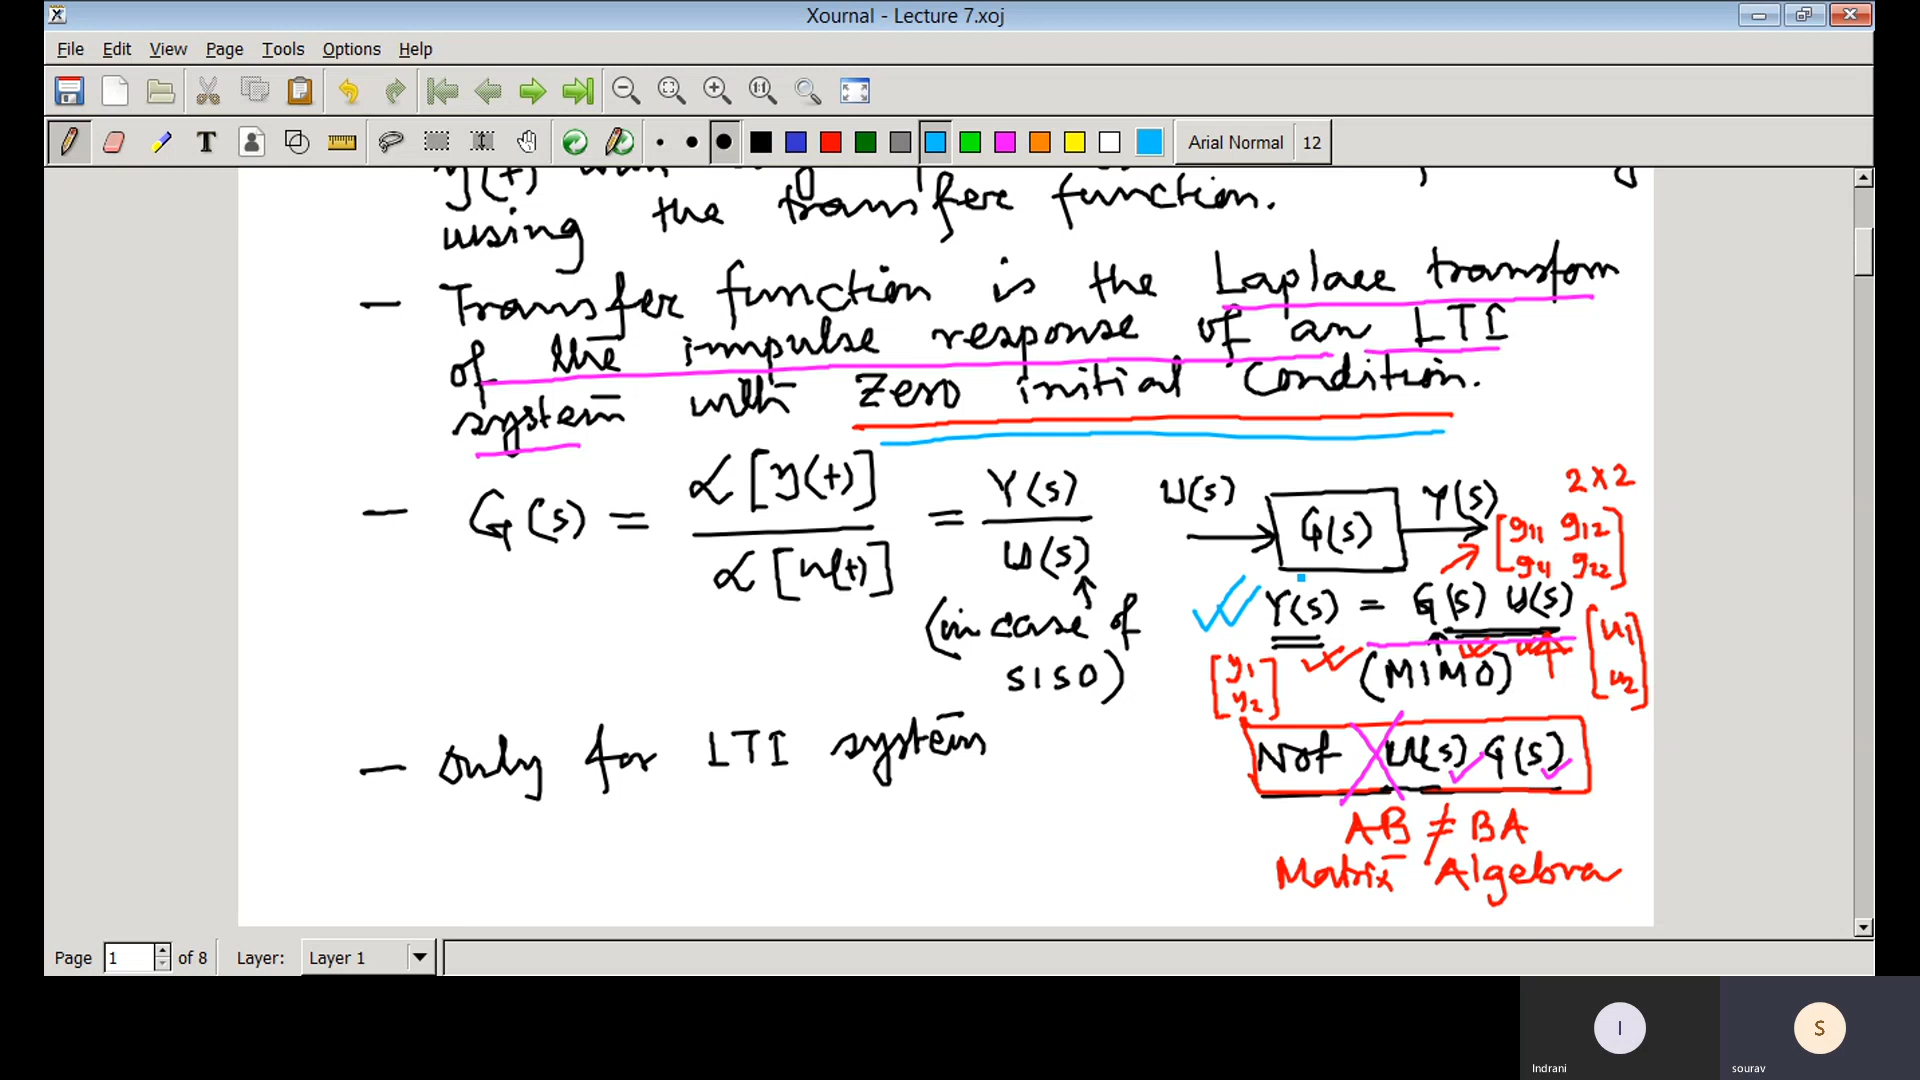 Xournal - Lecture 7.xoj
File Edit View Page Tools Options Help
Arial Normal 12
y(t)
using the transfer function.
— Transfer function is the Laplace transform
of the impulse response of an LTI
system with Zero initial Condition.
— G(s) = ℒ[y(t)] / ℒ[u(t)] = Y(s) / U(s)
(in case of
SISO)
U(s) G(s) Y(s)
2 x 2
[g11 g12
g21 g22]
Y(s) = G(s) U(s)
[y1
y2]
[u1
u2]
(MIMO)
Not U(s) G(s)
AB ≠ BA
Matrix Algebra
— Only for LTI system
Page 1 of 8 Layer: Layer 1
I
Indrani
S
sourav